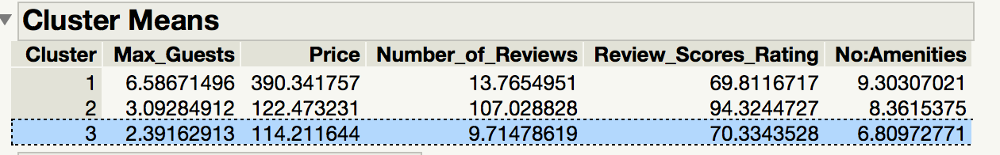 Cluster Means
Cluster Max_Guests Price Number_of_Reviews Review_Scores_Rating No:Amenities
1 6.58671496 390.341757 13.7654951 69.8116717 9.30307021
2 3.09284912 122.473231 107.028828 94.3244727 8.3615375
3 2.39162913 114.211644 9.71478619 70.3343528 6.80972771